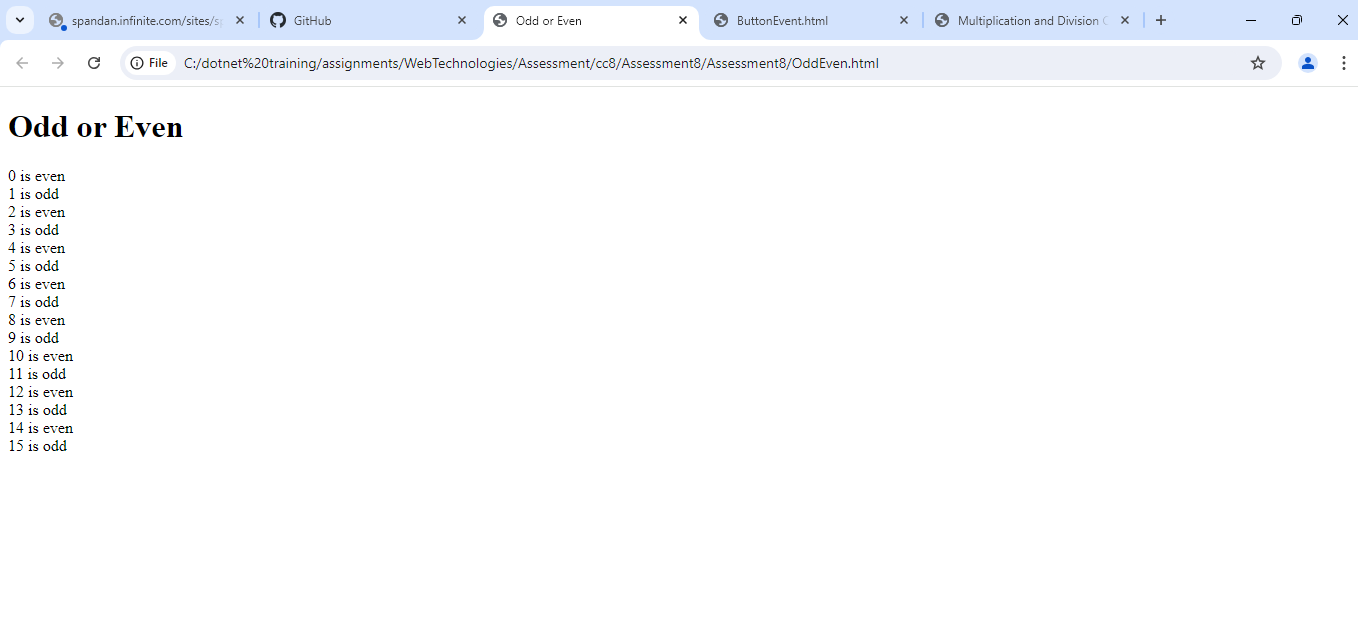 spandan.infinite.com/sites/sp
GitHub
Odd or Even
ButtonEvent.html
Multiplication and Division
File
C:/dotnet%20training/assignments/WebTechnologies/Assessment/cc8/Assessment8/Assessment8/OddEven.html
Odd or Even
0 is even
1 is odd
2 is even
3 is odd
4 is even
5 is odd
6 is even
7 is odd
8 is even
9 is odd
10 is even
11 is odd
12 is even
13 is odd
14 is even
15 is odd